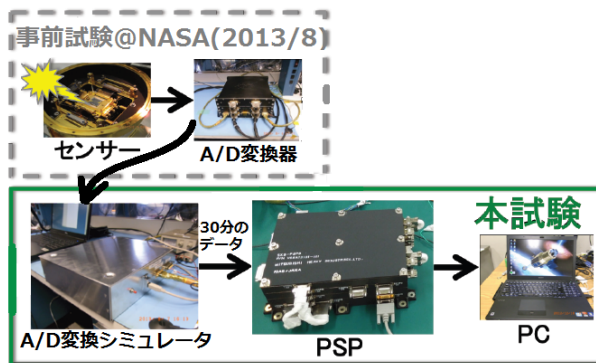 事前試験@NASA(2013/8)
センサー
A/D変換器
30分の
データ
本試験
A/D変換シミュレータ
PSP
PC